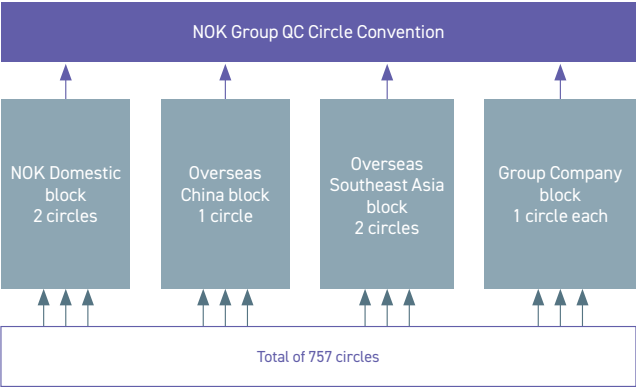 NOK Group QC Circle Convention
NOK Domestic
block
2 circles
Overseas
China block
1 circle
Overseas
Southeast Asia
block
2 circles
Group Company
block
1 circle each
Total of 757 circles